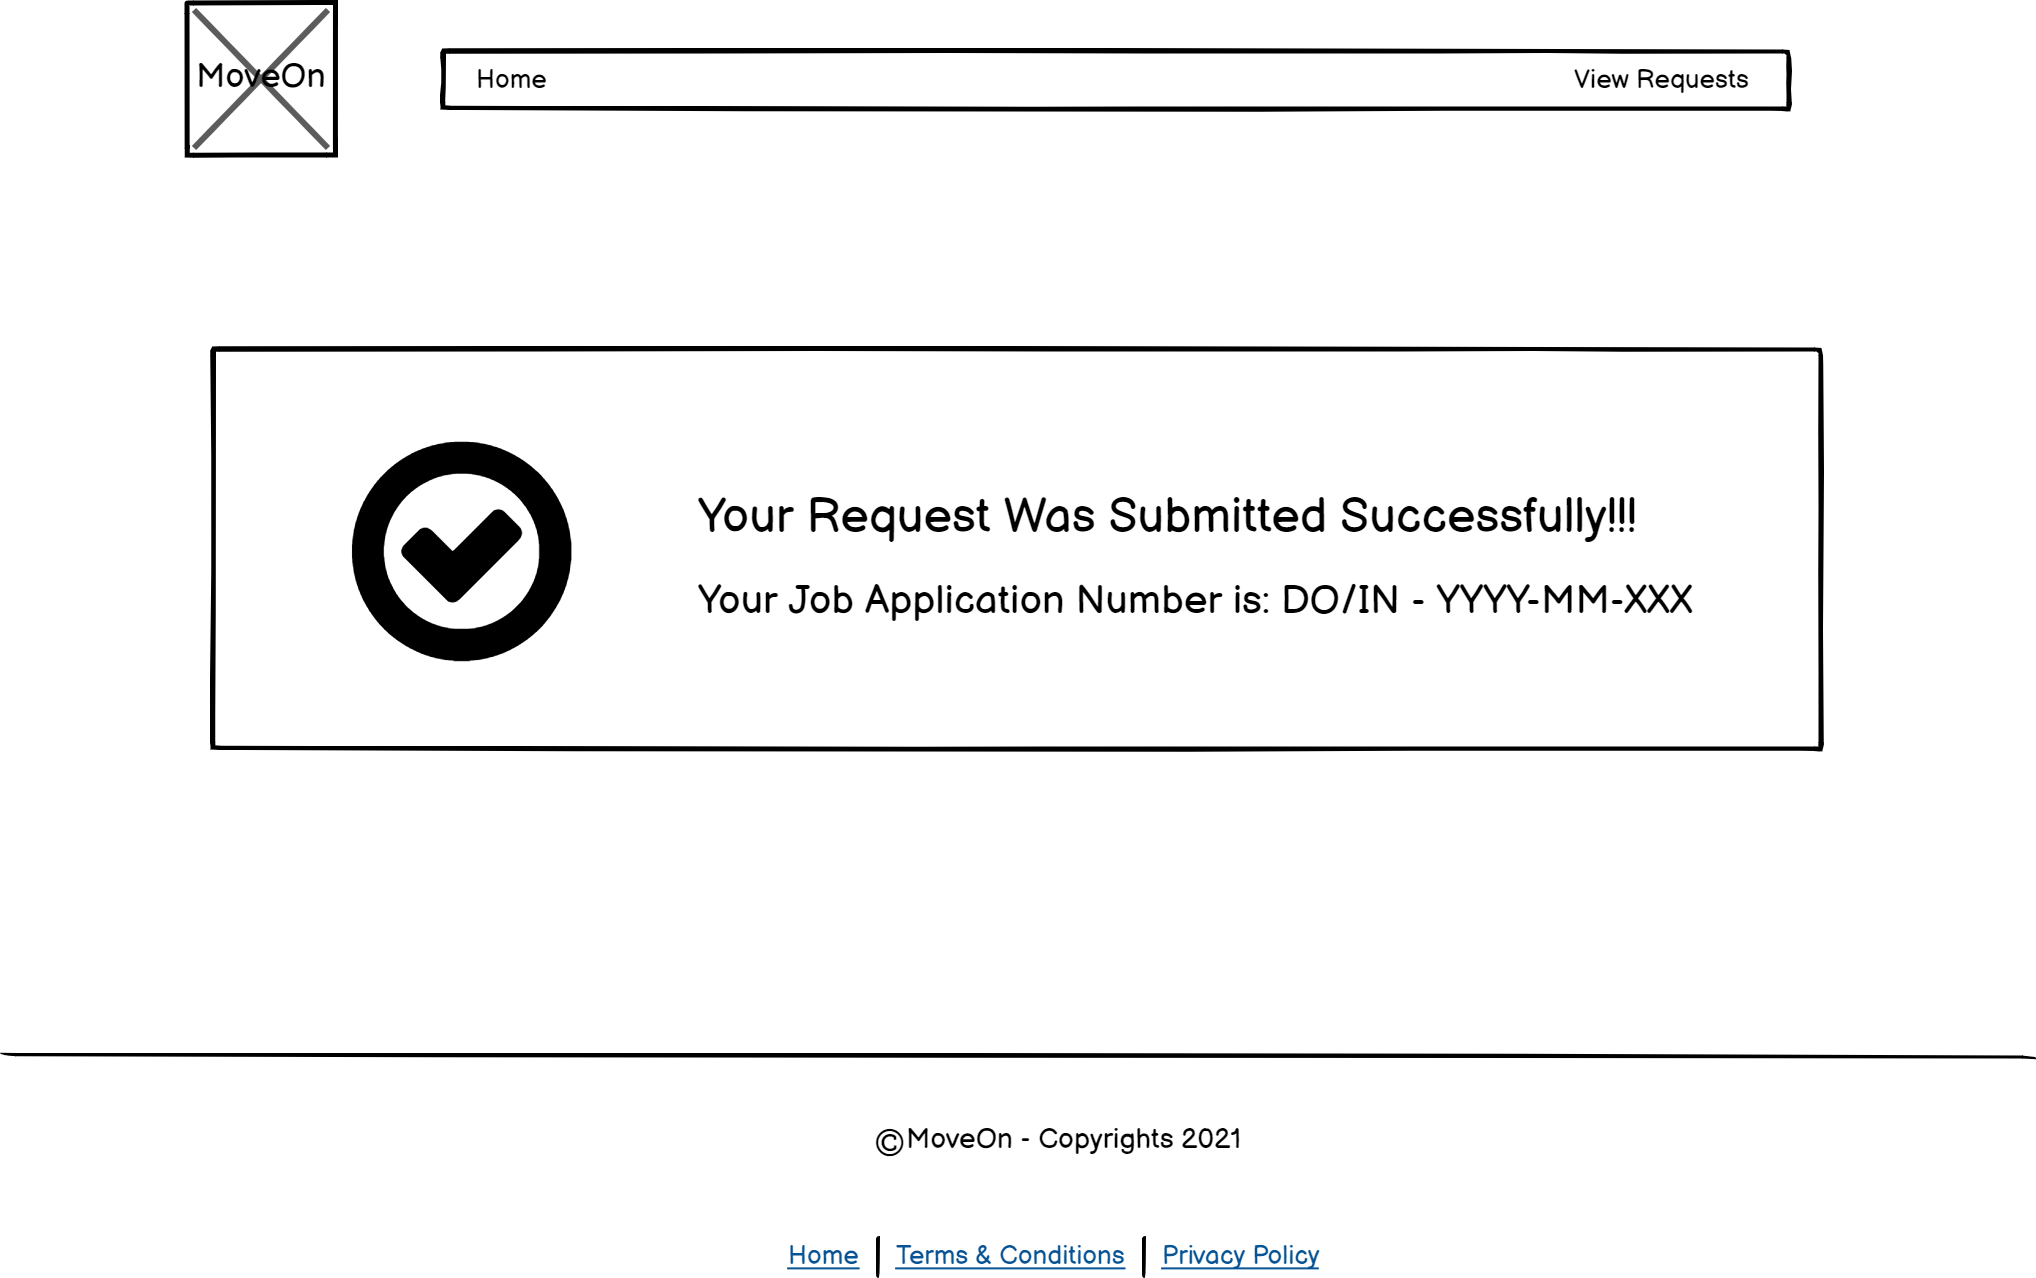 MoveOn
Home
View Requests
Your Request Was Submitted Successfully!!!
Your Job Application Number is: DO/IN - YYYY-MM-XXX
©MoveOn - Copyrights 2021
Home
Terms & Conditions
Privacy Policy